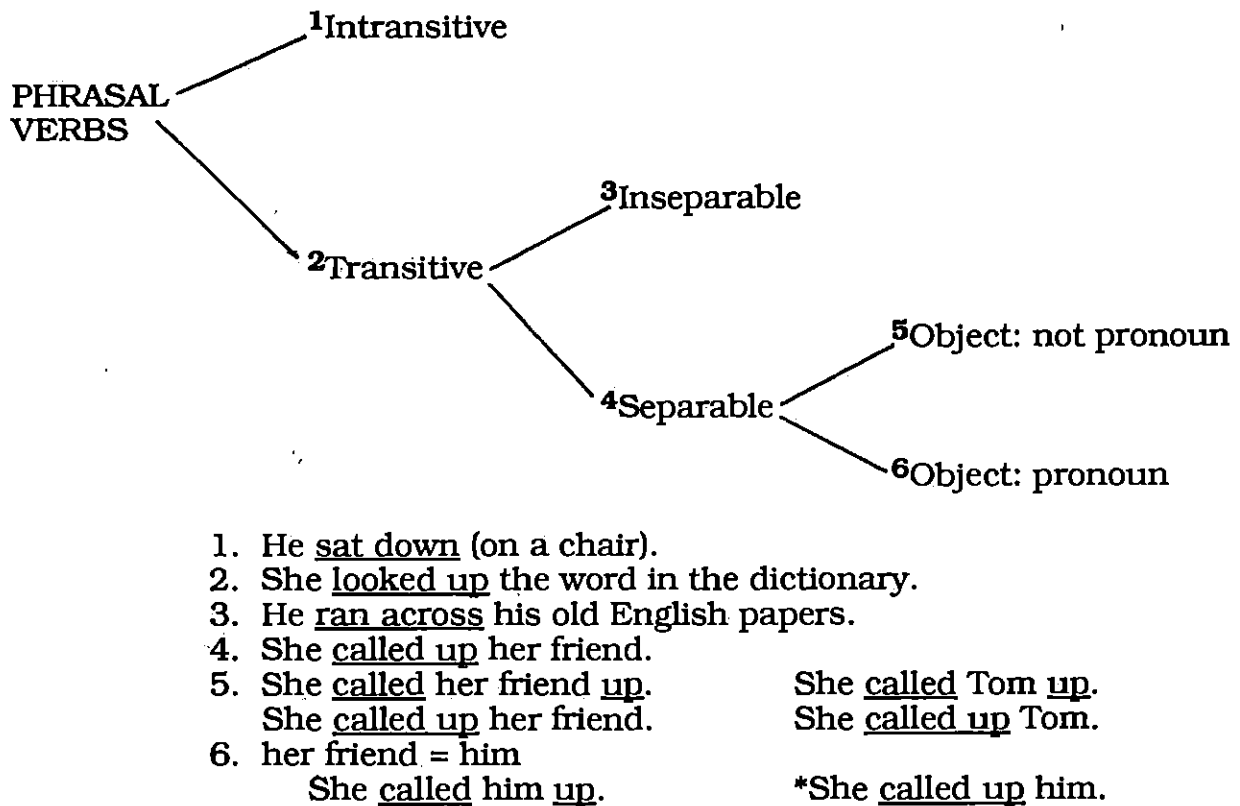 1Intransitive
PHRASAL
VERBS
3Inseparable
2Transitive
5Object: not pronoun
4Separable
6Object: pronoun
1. He sat down (on a chair).
2. She looked up the word in the dictionary.
3. He ran across his old English papers.
4. She called up her friend.
5. She called her friend up. She called Tom up.
She called up her friend. She called up Tom.
6. her friend = him
She called him up. *She called up him.